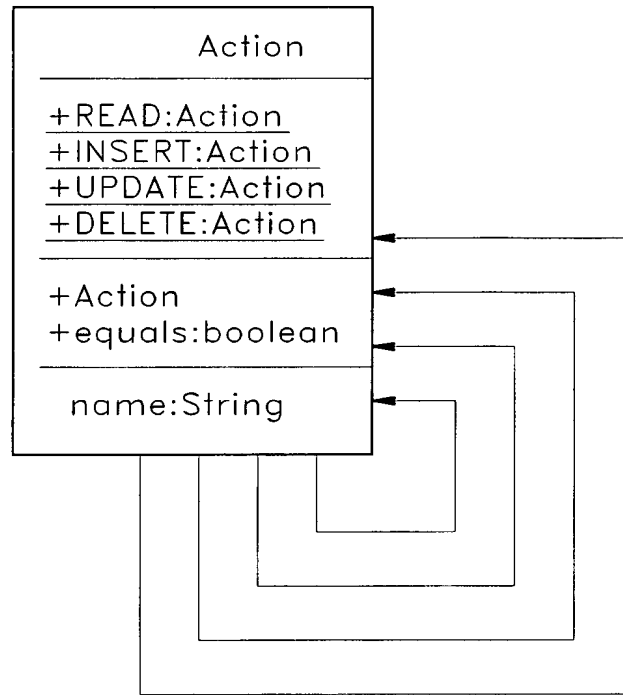 Action
+READ:Action
+INSERT:Action
+UPDATE:Action
+DELETE:Action
+Action
+equals:boolean
name:String